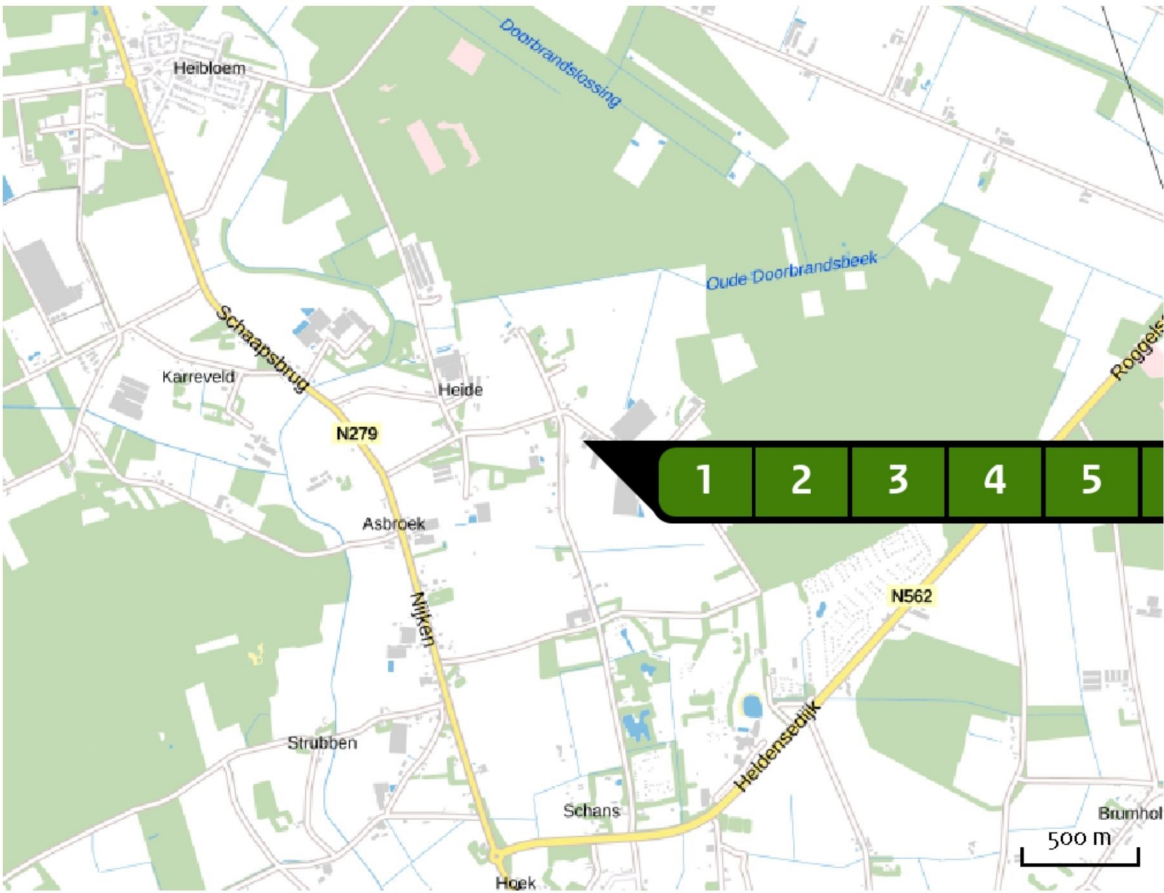 Doorbrandslossing
Heibloem
Oude Doorbrandsbeek
Schaapsbrug
Karreveld
Heide
N279
1 2 3 4 5
Asbroek
Nijken
N562
Strubben
Heldensedijk
Schans
500 m
Hoek